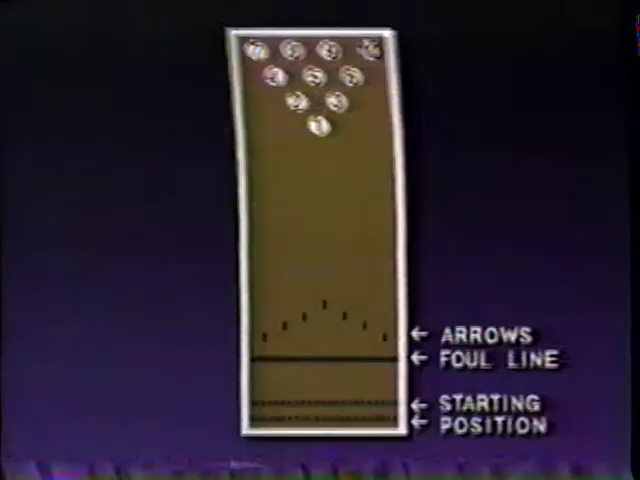 ← ARROWS
← FOUL LINE
← STARTING
← POSITION